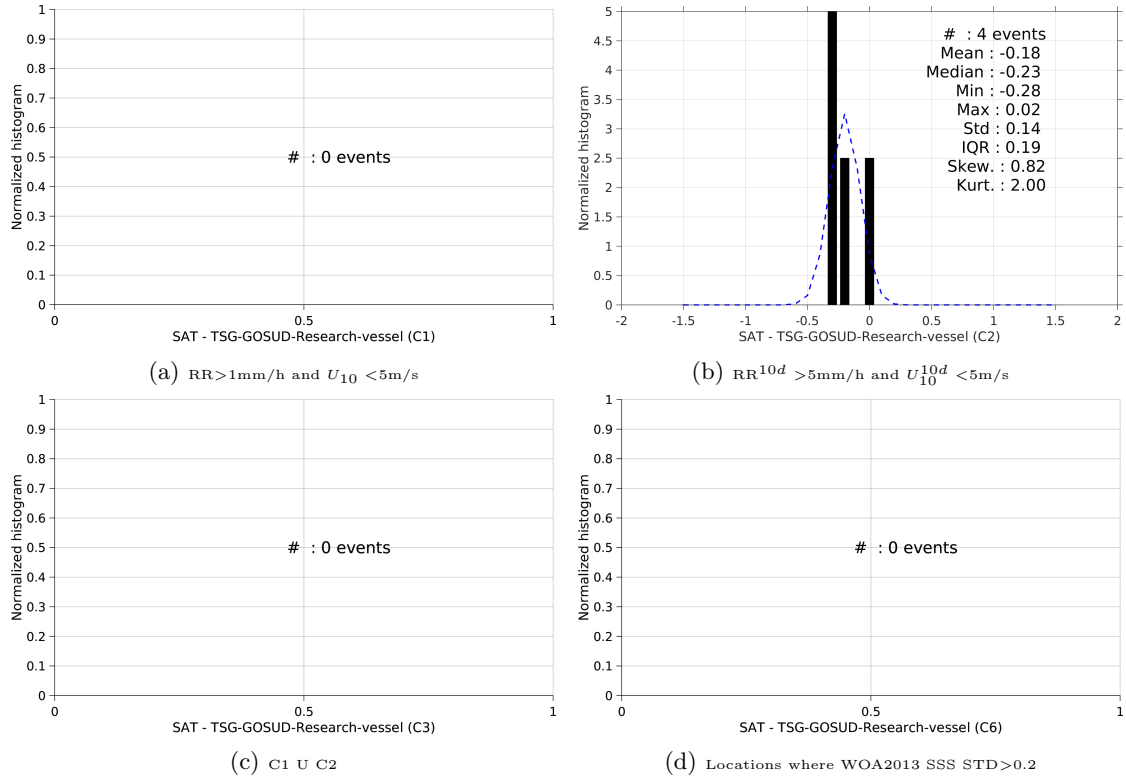 1
0.9
0.8
0.7
0.6
0.5
0.4
0.3
0.2
0.1
0
Normalized histogram
# : 0 events
0 0.5 1
SAT - TSG-GOSUD-Research-vessel (C1)
(a) RR>1mm/h and U10 <5m/s
5
4.5
4
3.5
3
2.5
2
1.5
1
0.5
0
Normalized histogram
# : 4 events
Mean : -0.18
Median : -0.23
Min : -0.28
Max : 0.02
Std : 0.14
IQR : 0.19
Skew. : 0.82
Kurt. : 2.00
-2 -1.5 -1 -0.5 0 0.5 1 1.5 2
SAT - TSG-GOSUD-Research-vessel (C2)
(b) RR^10d >5mm/h and U_10^10d <5m/s
1
0.9
0.8
0.7
0.6
0.5
0.4
0.3
0.2
0.1
0
Normalized histogram
# : 0 events
0 0.5 1
SAT - TSG-GOSUD-Research-vessel (C3)
(c) C1 U C2
1
0.9
0.8
0.7
0.6
0.5
0.4
0.3
0.2
0.1
0
Normalized histogram
# : 0 events
0 0.5 1
SAT - TSG-GOSUD-Research-vessel (C6)
(d) Locations where WOA2013 SSS STD>0.2